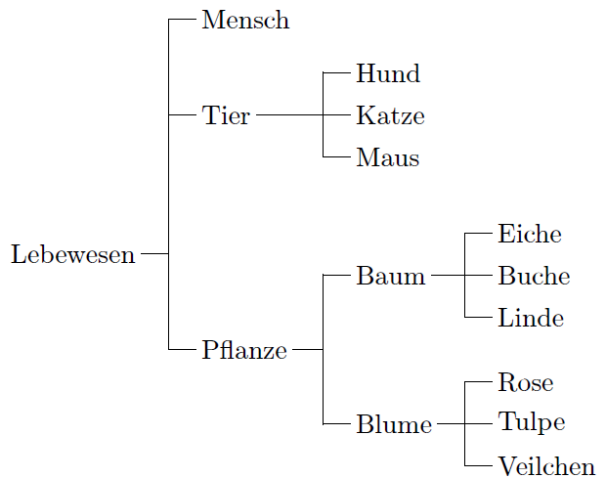 Mensch
Hund
Tier
Katze
Maus
Eiche
Lebewesen
Baum
Buche
Linde
Pflanze
Rose
Blume
Tulpe
Veilchen